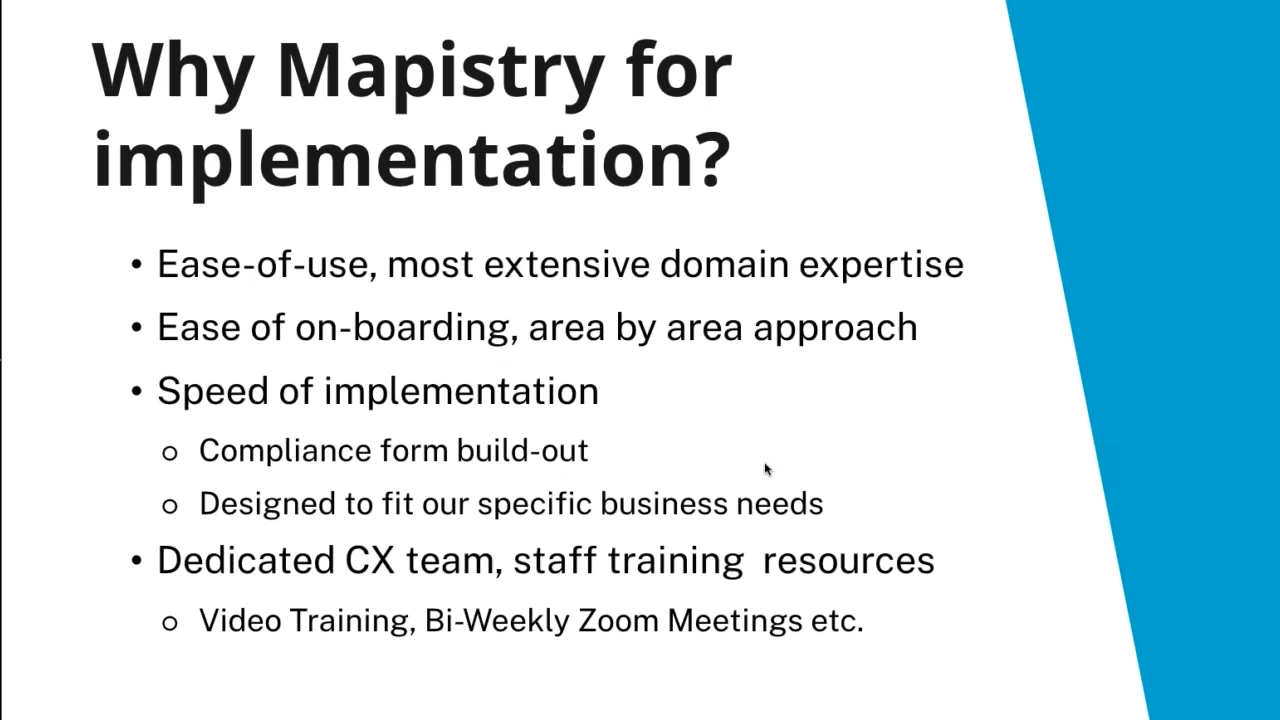 Why Mapistry for
implementation?
• Ease-of-use, most extensive domain expertise
• Ease of on-boarding, area by area approach
• Speed of implementation
○ Compliance form build-out
○ Designed to fit our specific business needs
• Dedicated CX team, staff training  resources
○ Video Training, Bi-Weekly Zoom Meetings etc.